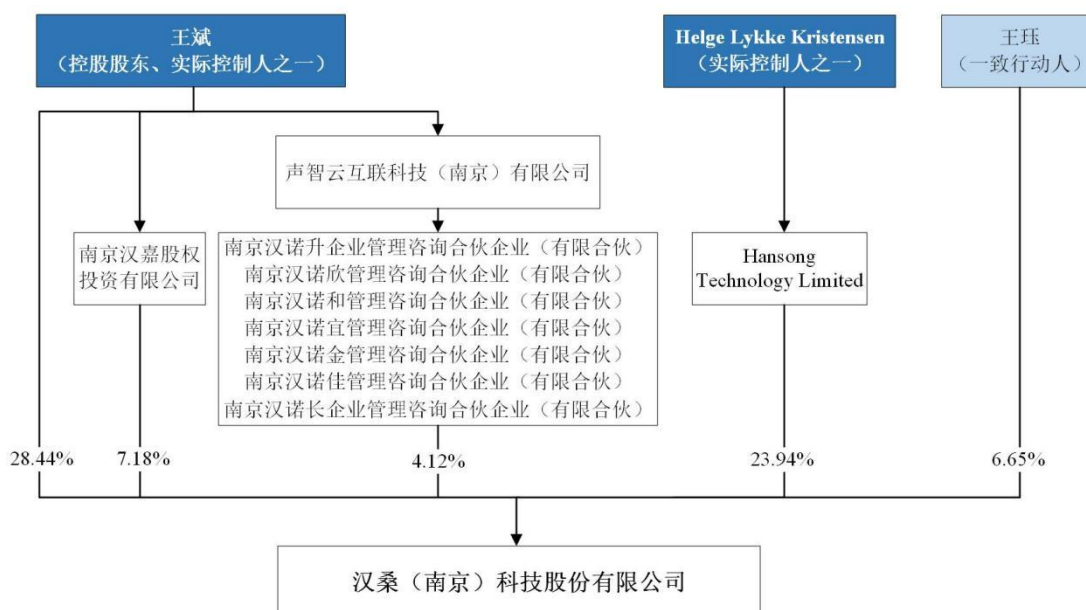 王斌
（控股股东、实际控制人之一）
Helge Lykke Kristensen
（实际控制人之一）
王珏
（一致行动人）
声智云互联科技（南京）有限公司
南京汉嘉股权
投资有限公司
南京汉诺升企业管理咨询合伙企业（有限合伙）
南京汉诺欣管理咨询合伙企业（有限合伙）
南京汉诺和管理咨询合伙企业（有限合伙）
南京汉诺宜管理咨询合伙企业（有限合伙）
南京汉诺金管理咨询合伙企业（有限合伙）
南京汉诺佳管理咨询合伙企业（有限合伙）
南京汉诺长企业管理咨询合伙企业（有限合伙）
Hansong
Technology Limited
28.44%
7.18%
4.12%
23.94%
6.65%
汉桑（南京）科技股份有限公司